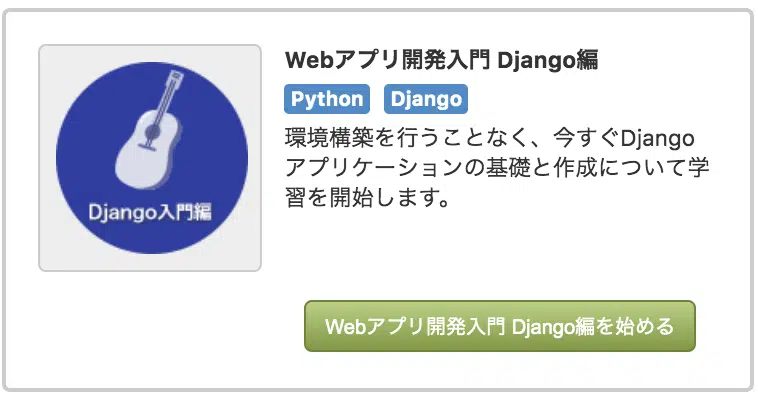 Webアプリ開発入門 Django編
Python Django
環境構築を行うことなく、今すぐDjango
アプリケーションの基礎と作成について学
習を開始します。
Django入門編
Webアプリ開発入門 Django編を始める